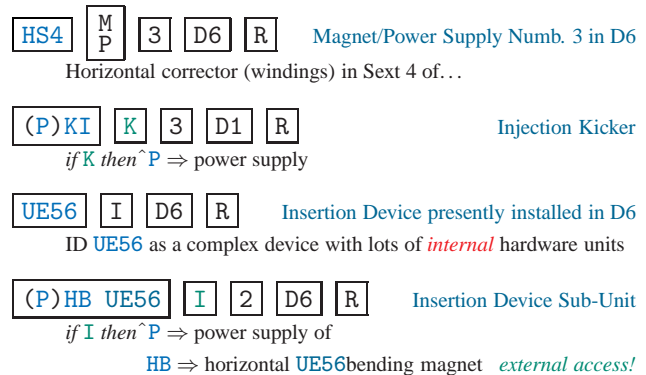 HS4 M P 3 D6 R Magnet/Power Supply Numb. 3 in D6
Horizontal corrector (windings) in Sext 4 of…
(P)KI K 3 D1 R Injection Kicker
if K then ˆP ⇒ power supply
UE56 I D6 R Insertion Device presently installed in D6
ID UE56 as a complex device with lots of internal hardware units
(P)HB UE56 I 2 D6 R Insertion Device Sub-Unit
if I then ˆP ⇒ power supply of
HB ⇒ horizontal UE56bending magnet external access!